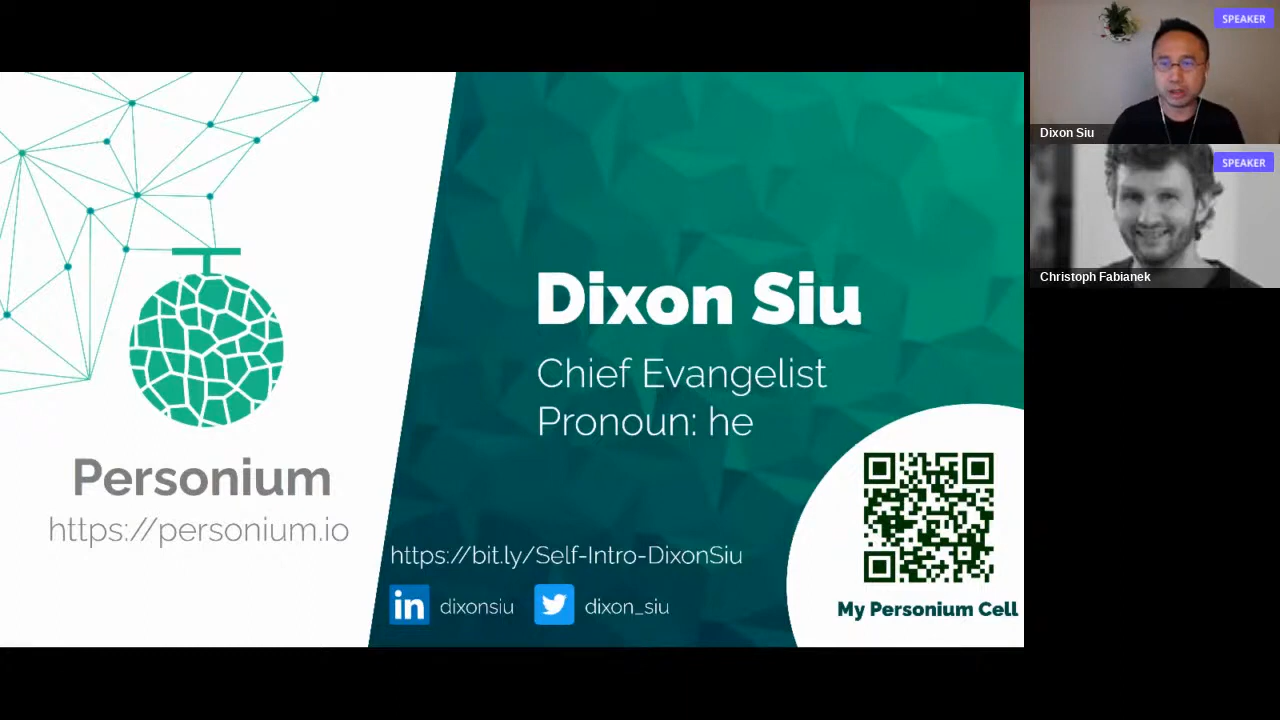 Personium
https://personium.io
Dixon Siu
Chief Evangelist
Pronoun: he
https://bit.ly/Self-Intro-DixonSiu
in dixonsiu
dixon_siu
My Personium Cell
SPEAKER
Dixon Siu
SPEAKER
Christoph Fabianek